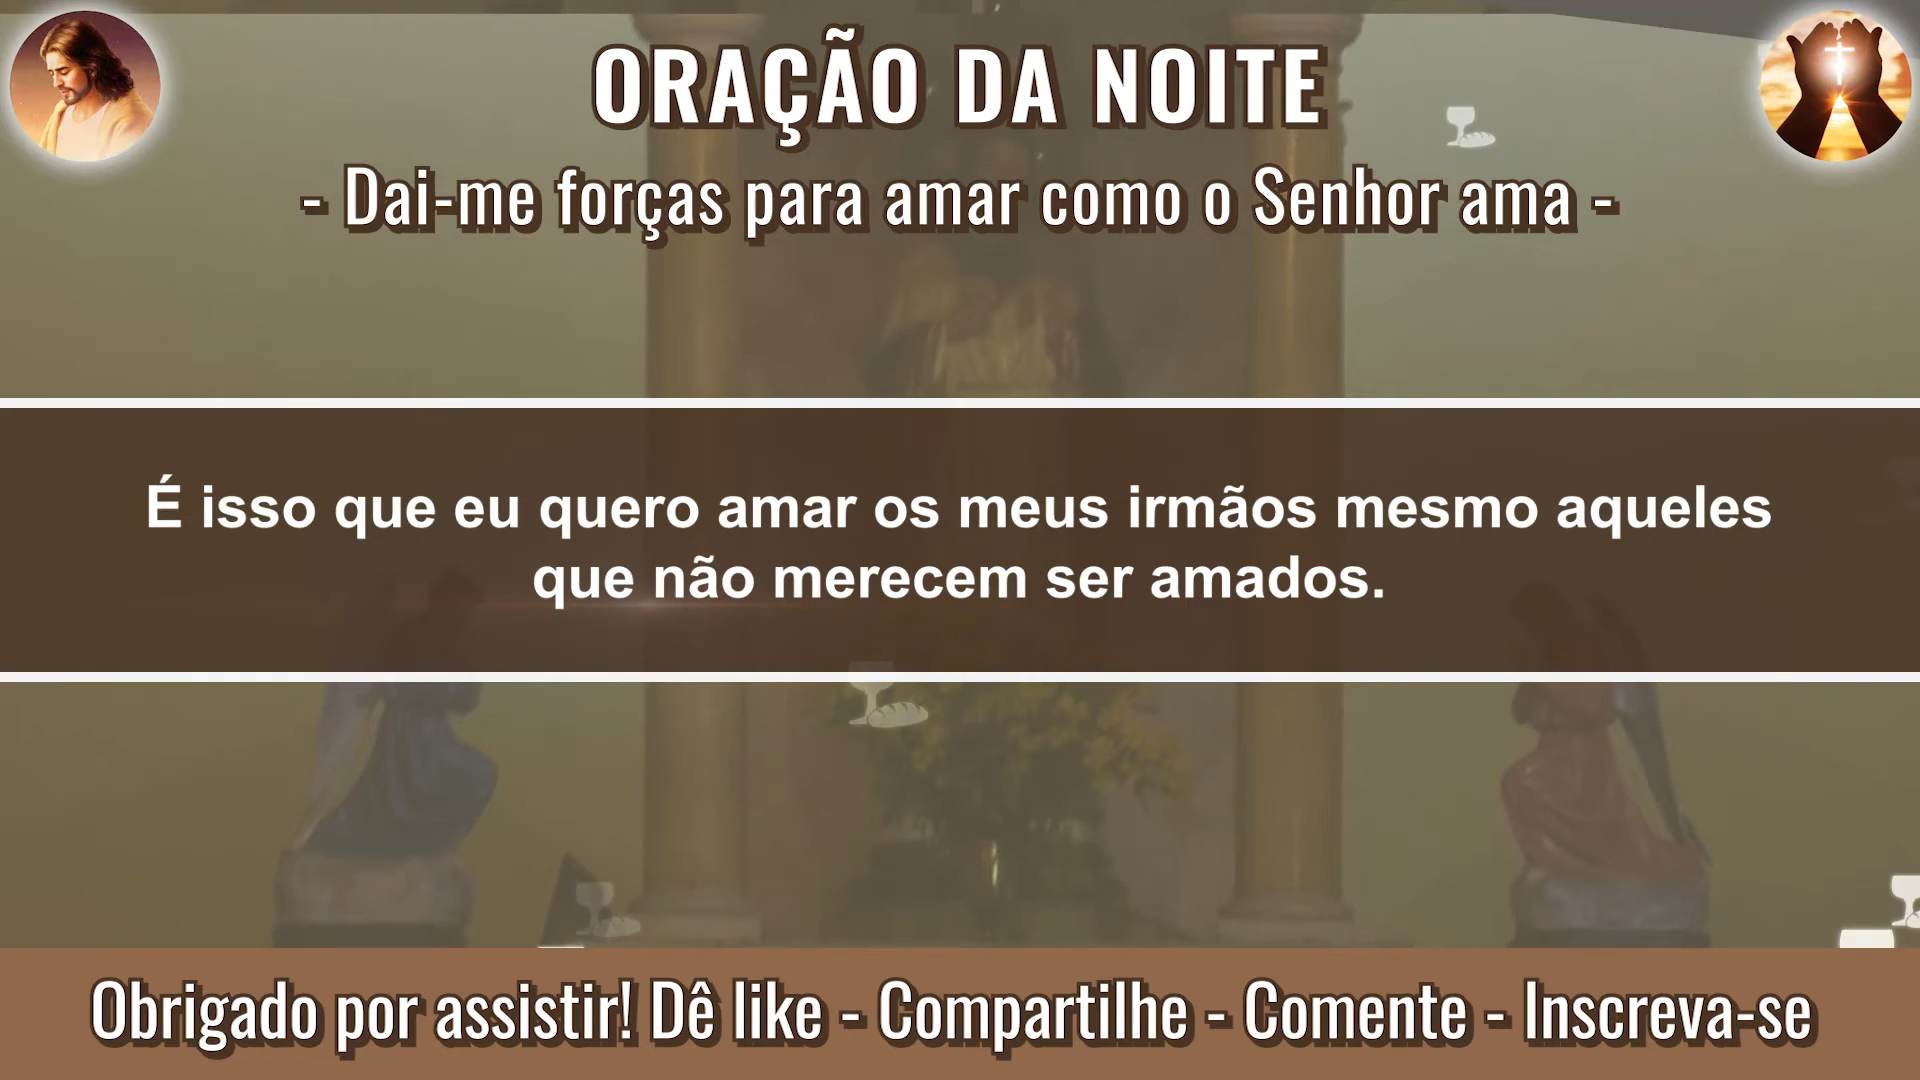 ORAÇÃO DA NOITE
- Dai-me forças para amar como o Senhor ama -
É isso que eu quero amar os meus irmãos mesmo aqueles
que não merecem ser amados.
Obrigado por assistir! Dê like - Compartilhe - Comente - Inscreva-se